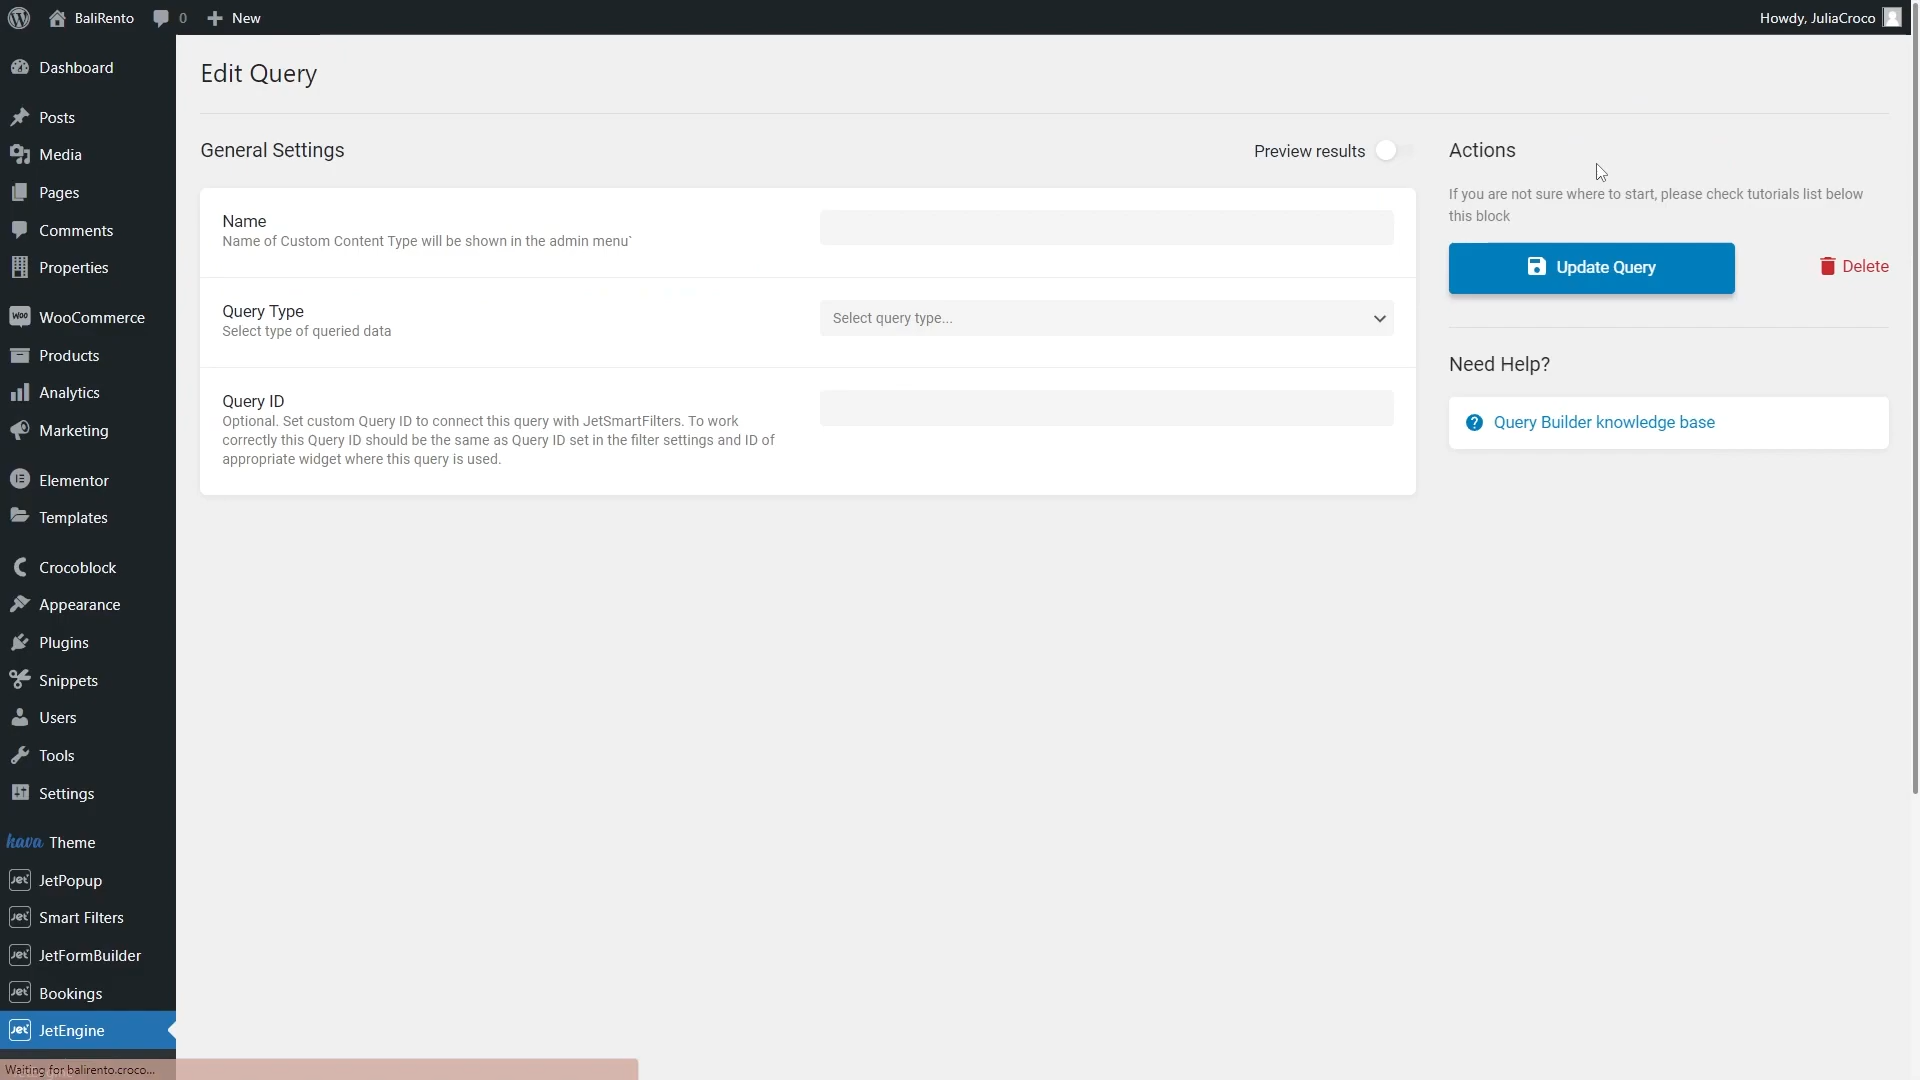 BaliRento
0
New
Howdy, JuliaCroco
Dashboard
Posts
Media
Pages
Comments
Properties
WooCommerce
Products
Analytics
Marketing
Elementor
Templates
Crocoblock
Appearance
Plugins
Snippets
Users
Tools
Settings
kava Theme
Jet JetPopup
Jet Smart Filters
Jet JetFormBuilder
Jet Bookings
Jet JetEngine
Waiting for balirento.croco...
Edit Query
General Settings
Preview results
Name
Name of Custom Content Type will be shown in the admin menu`
Query Type
Select type of queried data
Select query type...
Query ID
Optional. Set custom Query ID to connect this query with JetSmartFilters. To work
correctly this Query ID should be the same as Query ID set in the filter settings and ID of
appropriate widget where this query is used.
Actions
If you are not sure where to start, please check tutorials list below
this block
Update Query
Delete
Need Help?
Query Builder knowledge base